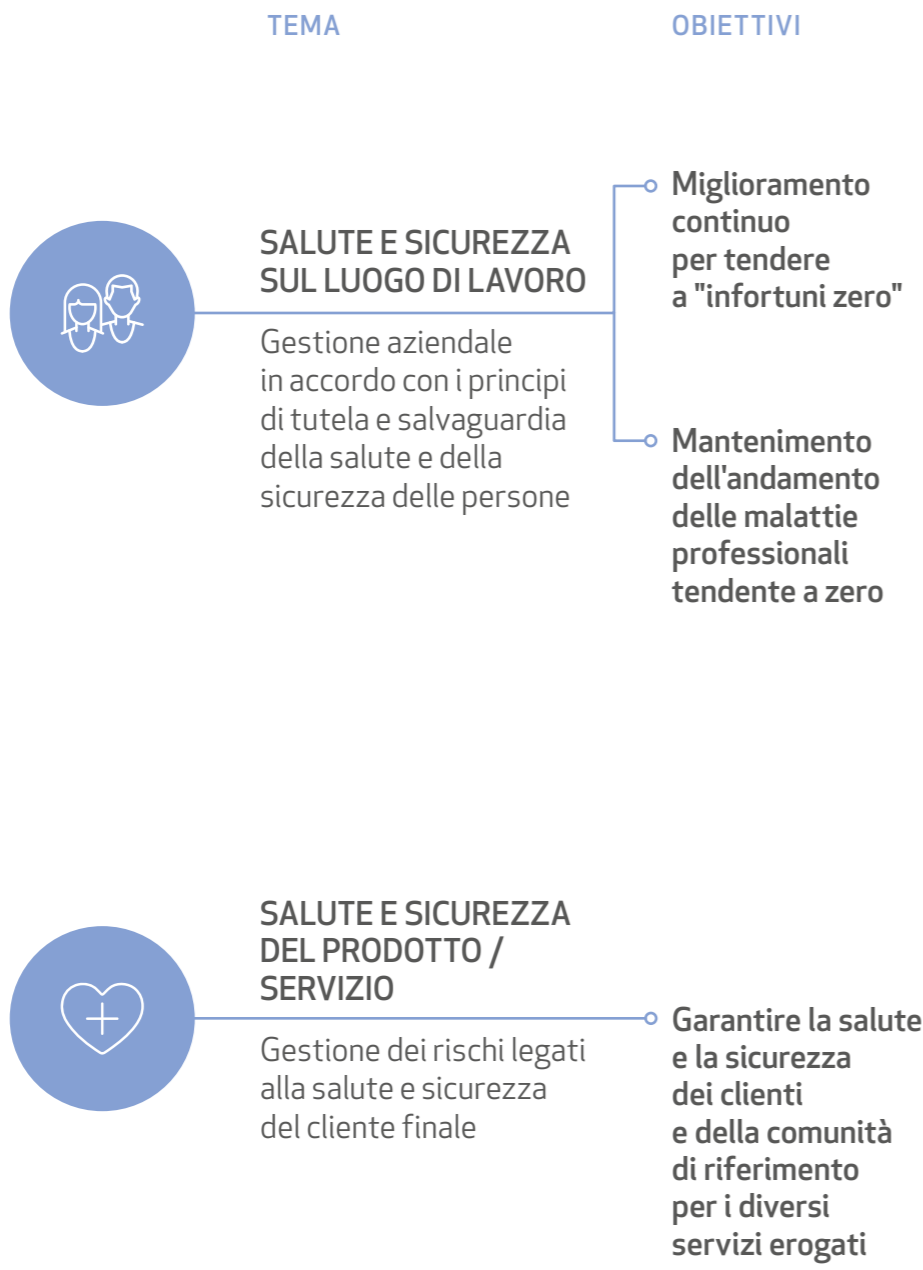 TEMA
OBIETTIVI
SALUTE E SICUREZZA
SUL LUOGO DI LAVORO
Gestione aziendale
in accordo con i principi
di tutela e salvaguardia
della salute e della
sicurezza delle persone
Miglioramento
continuo
per tendere
a "infortuni zero"
Mantenimento
dell'andamento
delle malattie
professionali
tendente a zero
SALUTE E SICUREZZA
DEL PRODOTTO /
SERVIZIO
Gestione dei rischi legati
alla salute e sicurezza
del cliente finale
Garantire la salute
e la sicurezza
dei clienti
e della comunità
di riferimento
per i diversi
servizi erogati